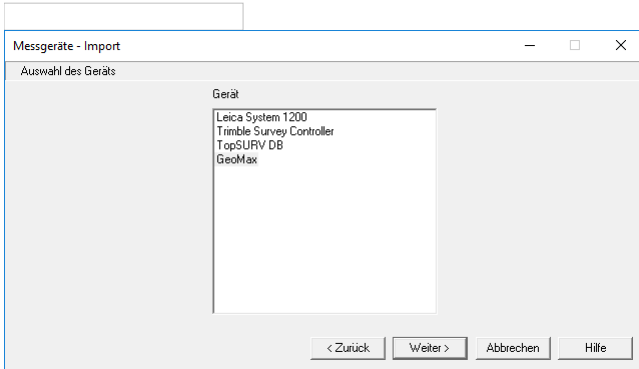 Messgeräte - Import
Auswahl des Geräts
Gerät
Leica System 1200
Trimble Survey Controller
TopSURV DB
GeoMax
< Zurück Weiter > Abbrechen Hilfe